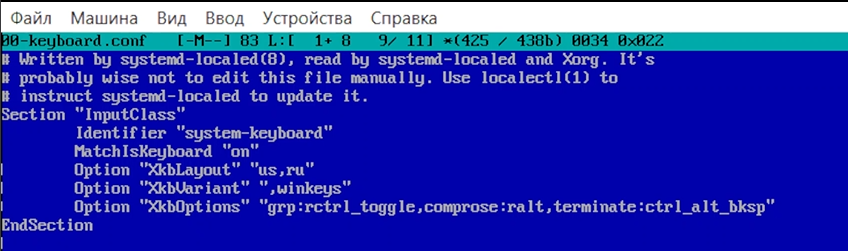 Файл Машина Вид Ввод Устройства Справка
00-keyboard.conf [-M--] 83 L:[ 1+ 8 9/ 11] *(425 / 438b) 0034 0x022
# Written by systemd-localed(8), read by systemd-localed and Xorg. It's
# probably wise not to edit this file manually. Use localectl(1) to
# instruct systemd-localed to update it.
Section "InputClass"
Identifier "system-keyboard"
MatchIsKeyboard "on"
Option "XkbLayout" "us,ru"
Option "XkbVariant" ",winkeys"
Option "XkbOptions" "grp:rctrl_toggle,comprose:ralt,terminate:ctrl_alt_bksp"
EndSection